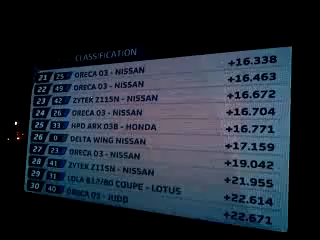 CLASSIFICATION
21 25 ORECA 03 - NISSAN +16.338
22 49 ORECA 03 - NISSAN +16.463
23 42 ZYTEK Z11SN - NISSAN +16.672
24 26 ORECA 03 - NISSAN +16.704
25 33 HPD ARX 03B - HONDA +16.771
26 0 DELTA WING NISSAN +17.159
27 23 ORECA 03 - NISSAN +19.042
28 41 ZYTEK Z11SN - NISSAN +21.955
29 31 LOLA B12/80 COUPE - LOTUS +22.614
30 40 ORECA 03 - JUDD +22.671